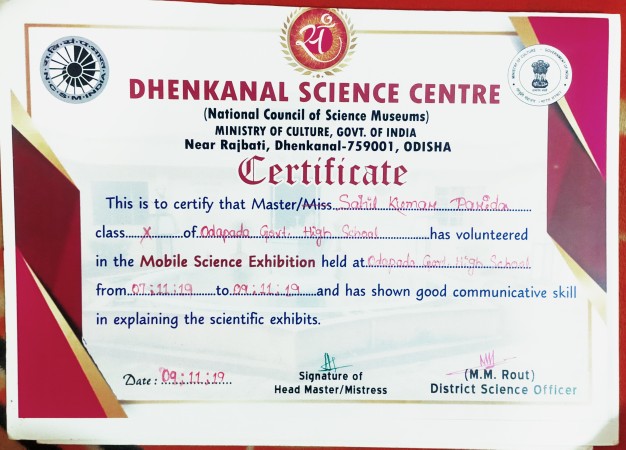 DHENKANAL SCIENCE CENTRE
(National Council of Science Museums)
MINISTRY OF CULTURE, GOVT. OF INDIA
Near Rajbati, Dhenkanal-759001, ODISHA
Certificate
This is to certify that Master/Miss Sahil Kumar Parida
class X of Odapada Govt. High School has volunteered
in the Mobile Science Exhibition held at Odapada Govt. High School
from 07.11.19 to 09.11.19 and has shown good communicative skill
in explaining the scientific exhibits.
Date: 09.11.19
Signature of
Head Master/Mistress
(M.M. Rout)
District Science Officer